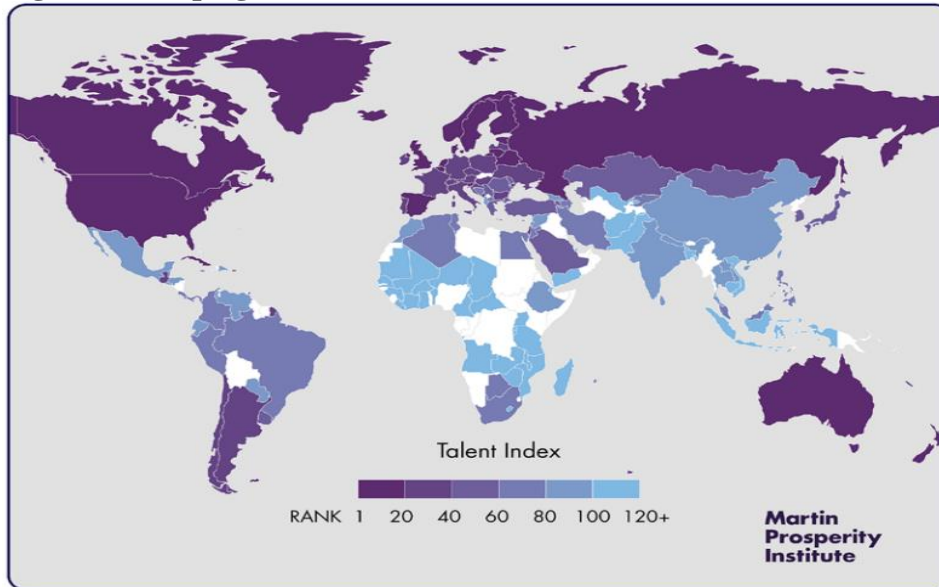 Talent Index
RANK 1 20 40 60 80 100 120+
Martin
Prosperity
Institute